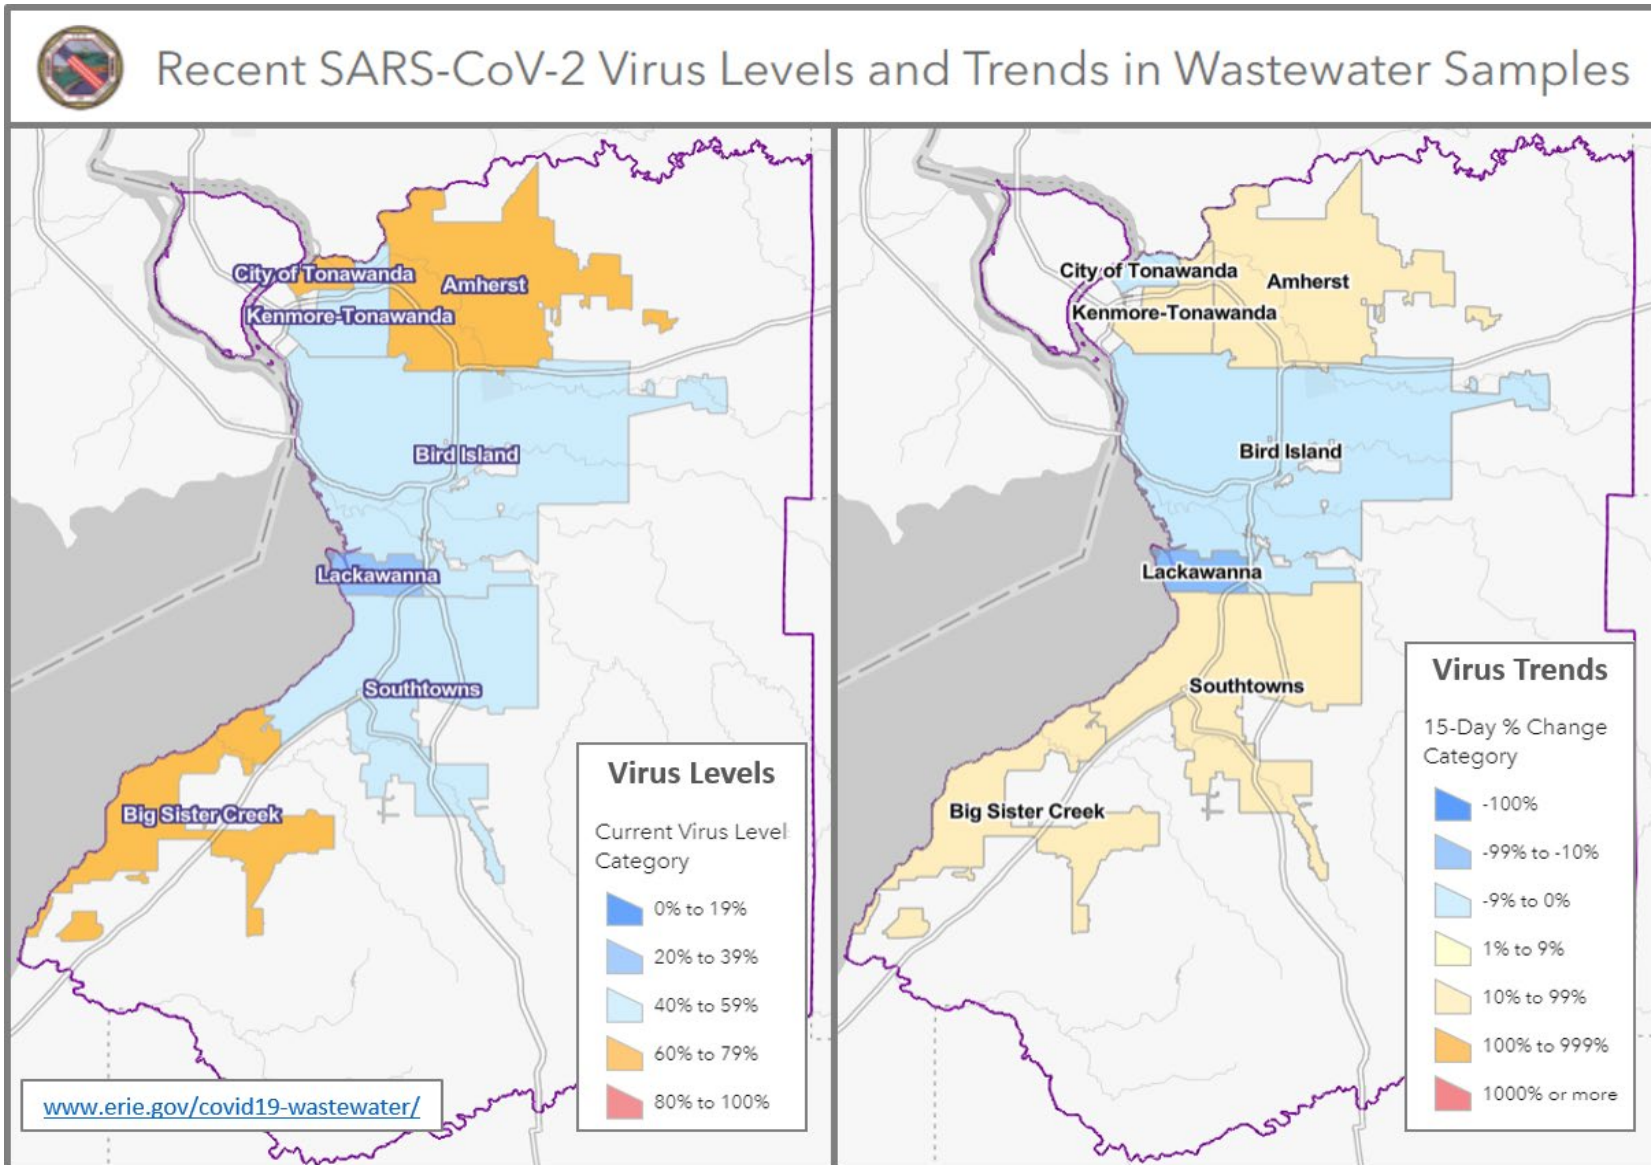 Recent SARS-CoV-2 Virus Levels and Trends in Wastewater Samples
City of Tonawanda
Amherst
Kenmore-Tonawanda
Bird Island
Lackawanna
Southtowns
Big Sister Creek
Virus Levels
Current Virus Level
Category
0% to 19%
20% to 39%
40% to 59%
60% to 79%
80% to 100%
www.erie.gov/covid19-wastewater/
City of Tonawanda
Amherst
Kenmore-Tonawanda
Bird Island
Lackawanna
Southtowns
Big Sister Creek
Virus Trends
15-Day % Change
Category
-100%
-99% to -10%
-9% to 0%
1% to 9%
10% to 99%
100% to 999%
1000% or more